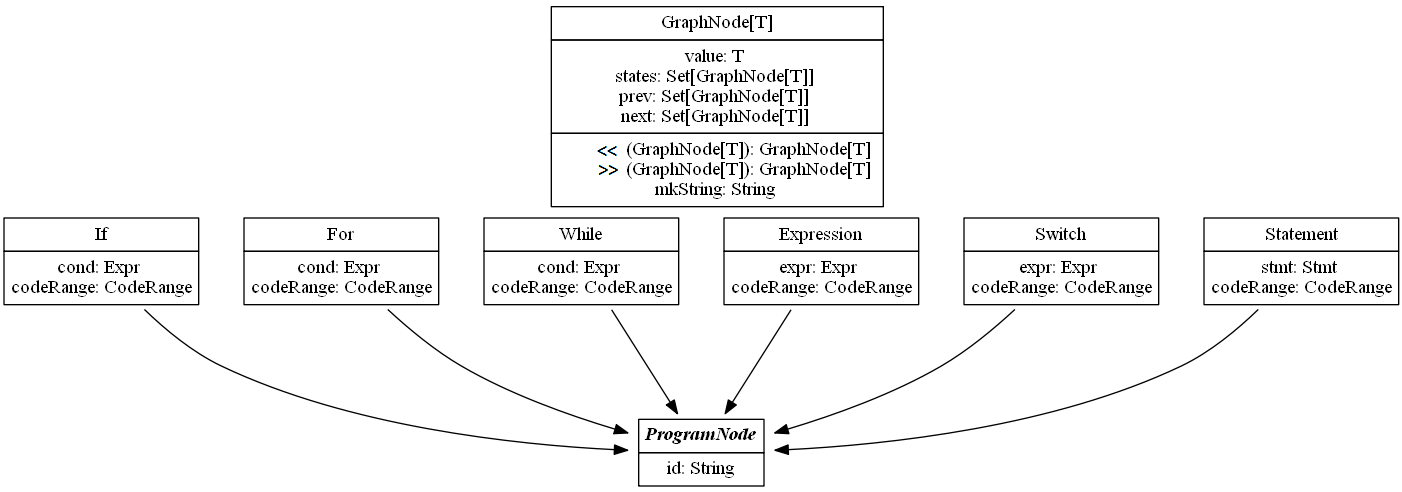 GraphNode[T]
value: T
states: Set[GraphNode[T]]
prev: Set[GraphNode[T]]
next: Set[GraphNode[T]]
<< (GraphNode[T]): GraphNode[T]
>> (GraphNode[T]): GraphNode[T]
mkString: String
If
cond: Expr
codeRange: CodeRange
For
cond: Expr
codeRange: CodeRange
While
cond: Expr
codeRange: CodeRange
Expression
expr: Expr
codeRange: CodeRange
Switch
expr: Expr
codeRange: CodeRange
Statement
stmt: Stmt
codeRange: CodeRange
ProgramNode
id: String